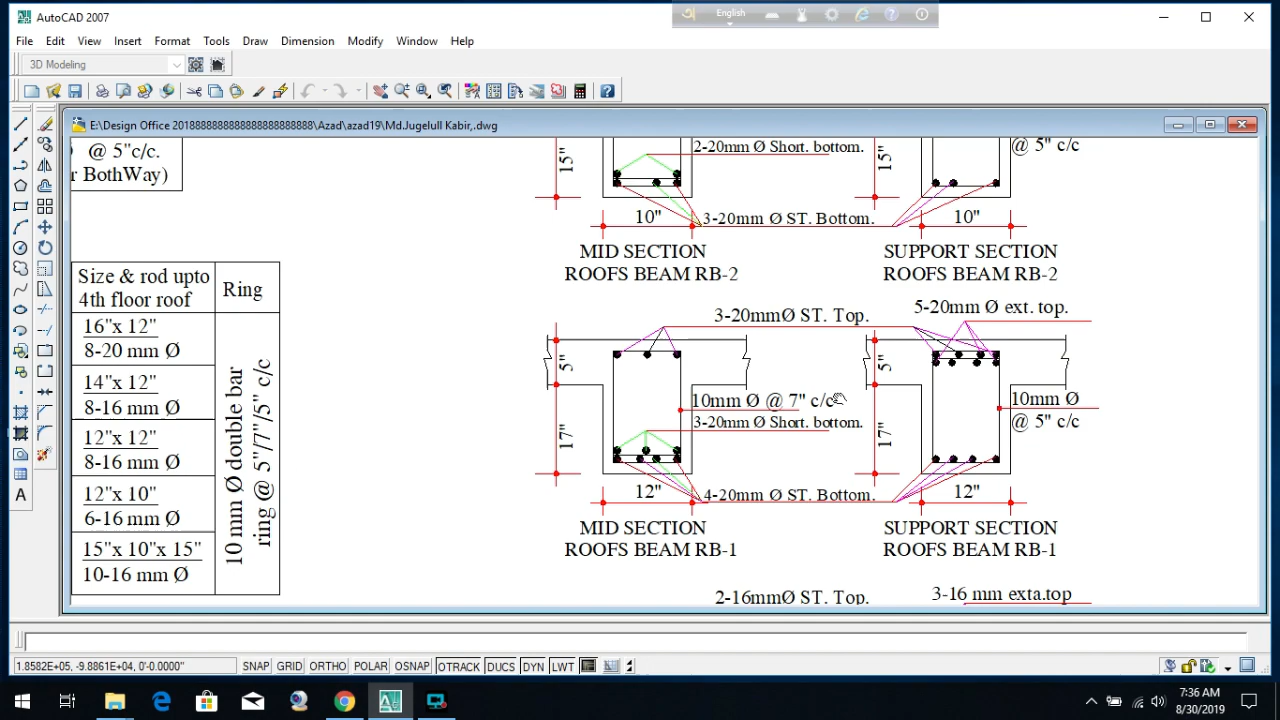 AutoCAD 2007
English
File Edit View Insert Format Tools Draw Dimension Modify Window Help
3D Modeling
E:\Design Office 2018888888888888888888888\Azad\azad19\Md.Jugelull Kabir,.dwg
@ 5"c/c.
r BothWay)
Size & rod upto
4th floor roof
Ring
16"x 12"
8-20 mm Ø
14"x 12"
8-16 mm Ø
12"x 12"
8-16 mm Ø
12"x 10"
6-16 mm Ø
15"x 10"x 15"
10-16 mm Ø
10 mm Ø double bar
ring @ 5"/7"/5" c/c
2-20mm Ø Short. bottom.
@ 5" c/c
15"
15"
10"
3-20mm Ø ST. Bottom.
10"
MID SECTION
ROOFS BEAM RB-2
SUPPORT SECTION
ROOFS BEAM RB-2
3-20mmØ ST. Top.
5-20mm Ø ext. top.
5"
5"
10mm Ø @ 7" c/c
3-20mm Ø Short. bottom.
10mm Ø
@ 5" c/c
17"
17"
12"
4-20mm Ø ST. Bottom.
12"
MID SECTION
ROOFS BEAM RB-1
SUPPORT SECTION
ROOFS BEAM RB-1
2-16mmØ ST. Top.
3-16 mm exta.top
A
1.8582E+05, -9.8861E+04, 0'-0.0000"
SNAP GRID ORTHO POLAR OSNAP OTRACK DUCS DYN LWT
7:36 AM
8/30/2019